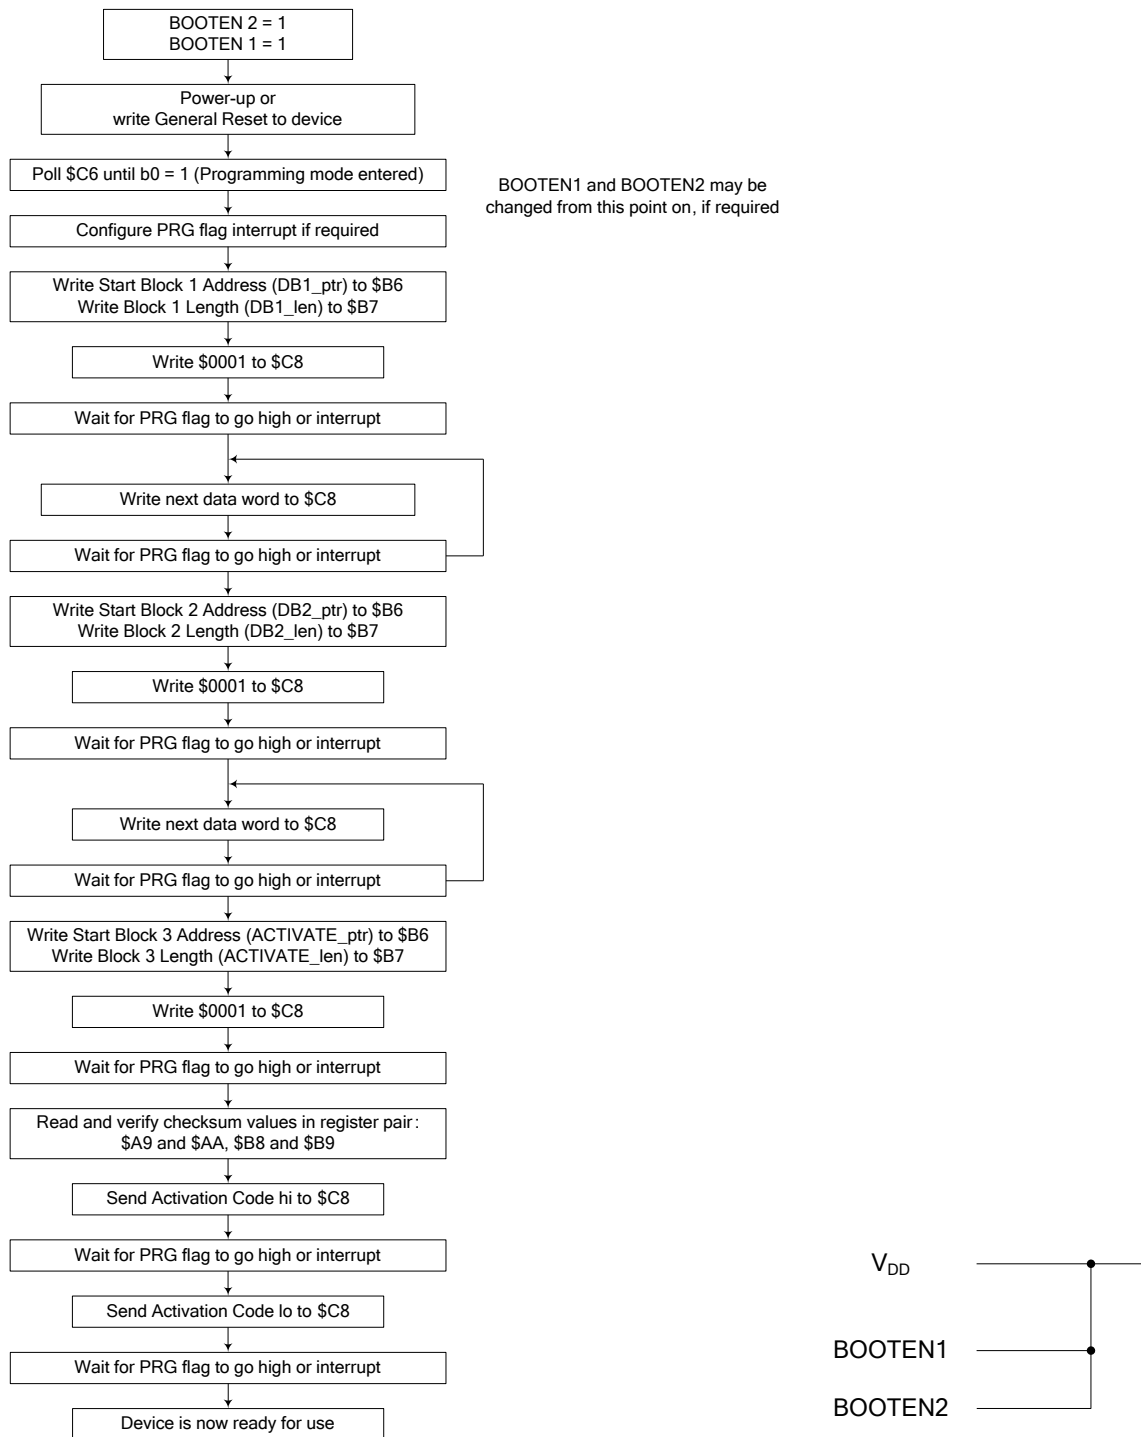 BOOTEN 2 = 1
BOOTEN 1 = 1
Power-up or
write General Reset to device
Poll $C6 until b0 = 1 (Programming mode entered)
BOOTEN1 and BOOTEN2 may be
changed from this point on, if required
Configure PRG flag interrupt if required
Write Start Block 1 Address (DB1_ptr) to $B6
Write Block 1 Length (DB1_len) to $B7
Write $0001 to $C8
Wait for PRG flag to go high or interrupt
Write next data word to $C8
Wait for PRG flag to go high or interrupt
Write Start Block 2 Address (DB2_ptr) to $B6
Write Block 2 Length (DB2_len) to $B7
Write $0001 to $C8
Wait for PRG flag to go high or interrupt
Write next data word to $C8
Wait for PRG flag to go high or interrupt
Write Start Block 3 Address (ACTIVATE_ptr) to $B6
Write Block 3 Length (ACTIVATE_len) to $B7
Write $0001 to $C8
Wait for PRG flag to go high or interrupt
Read and verify checksum values in register pair:
$A9 and $AA, $B8 and $B9
Send Activation Code hi to $C8
Wait for PRG flag to go high or interrupt
Send Activation Code lo to $C8
Wait for PRG flag to go high or interrupt
Device is now ready for use
VDD
BOOTEN1
BOOTEN2